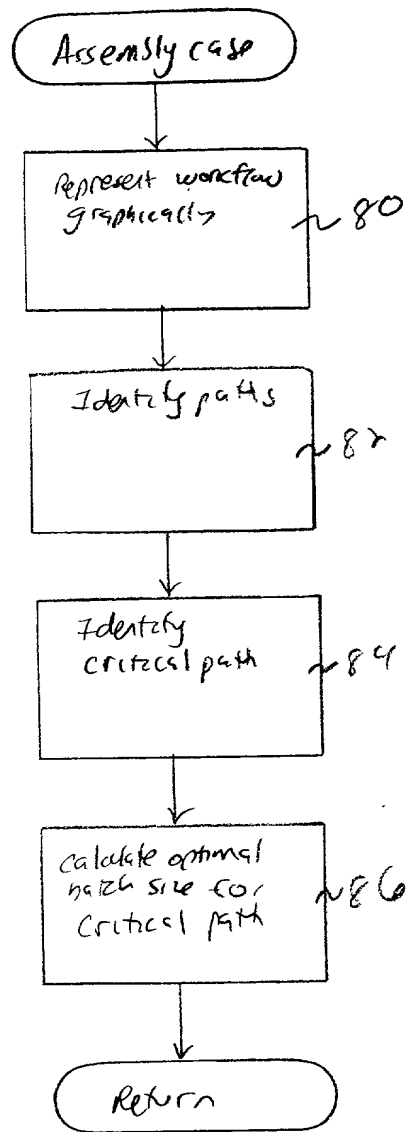 Assembly case
Represent workflow
graphically
80
Identify paths
82
Identify
critical path
84
calculate optimal
batch size for
critical path
86
Return